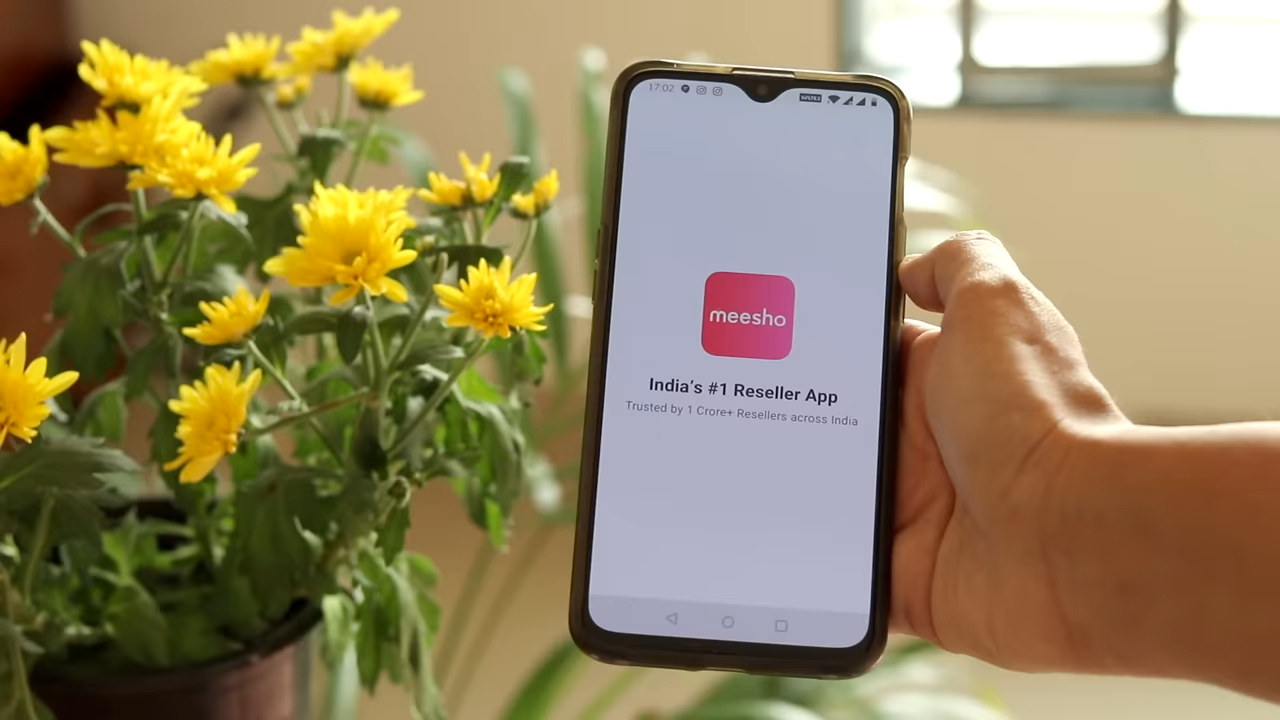 17:02
meesho
India's #1 Reseller App
Trusted by 1 Crore+ Resellers across India